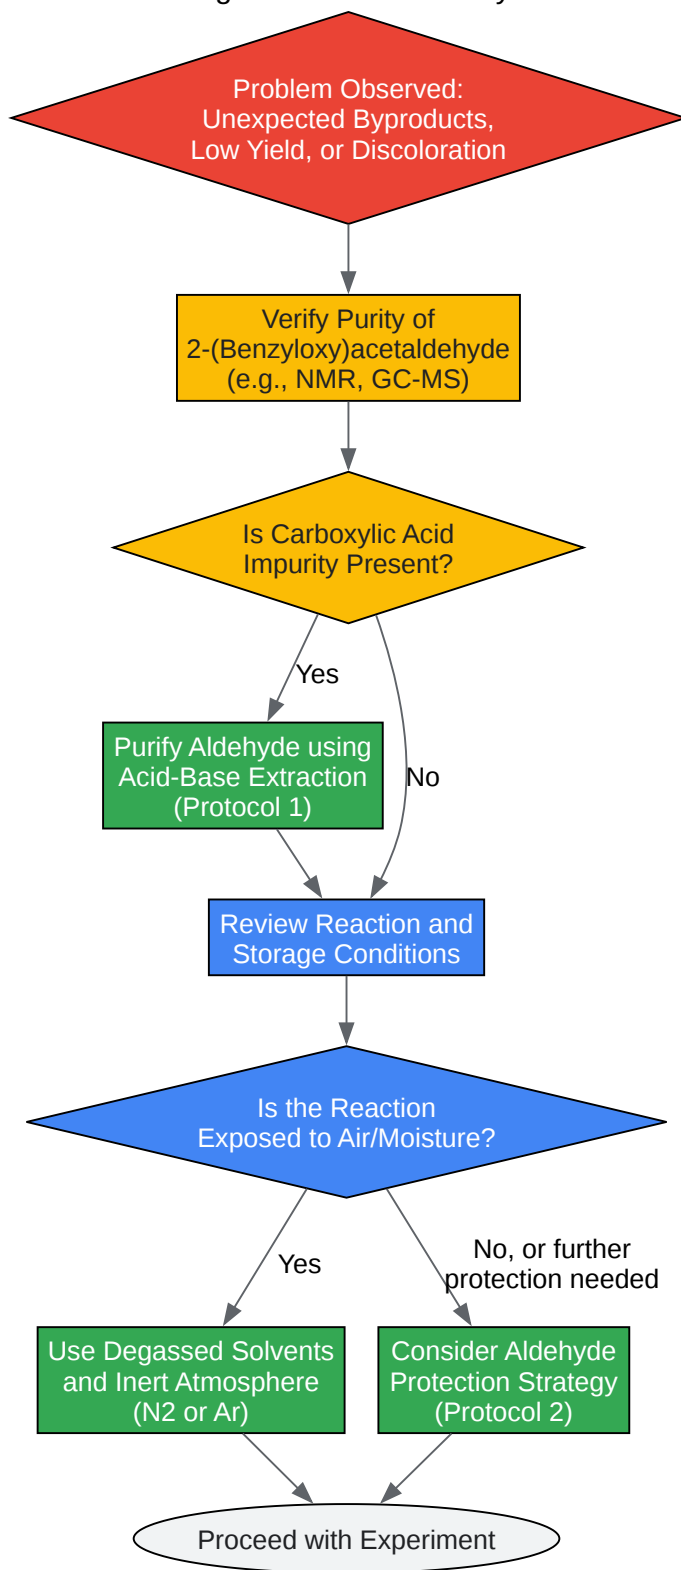 Problem Observed:
Unexpected Byproducts,
Low Yield, or Discoloration
Verify Purity of
2-(Benzyloxy)acetaldehyde
(e.g., NMR, GC-MS)
Is Carboxylic Acid
Impurity Present?
Yes
Purify Aldehyde using
Acid-Base Extraction
(Protocol 1)
No
Review Reaction and
Storage Conditions
Is the Reaction
Exposed to Air/Moisture?
Yes
No, or further
protection needed
Use Degassed Solvents
and Inert Atmosphere
(N2 or Ar)
Consider Aldehyde
Protection Strategy
(Protocol 2)
Proceed with Experiment